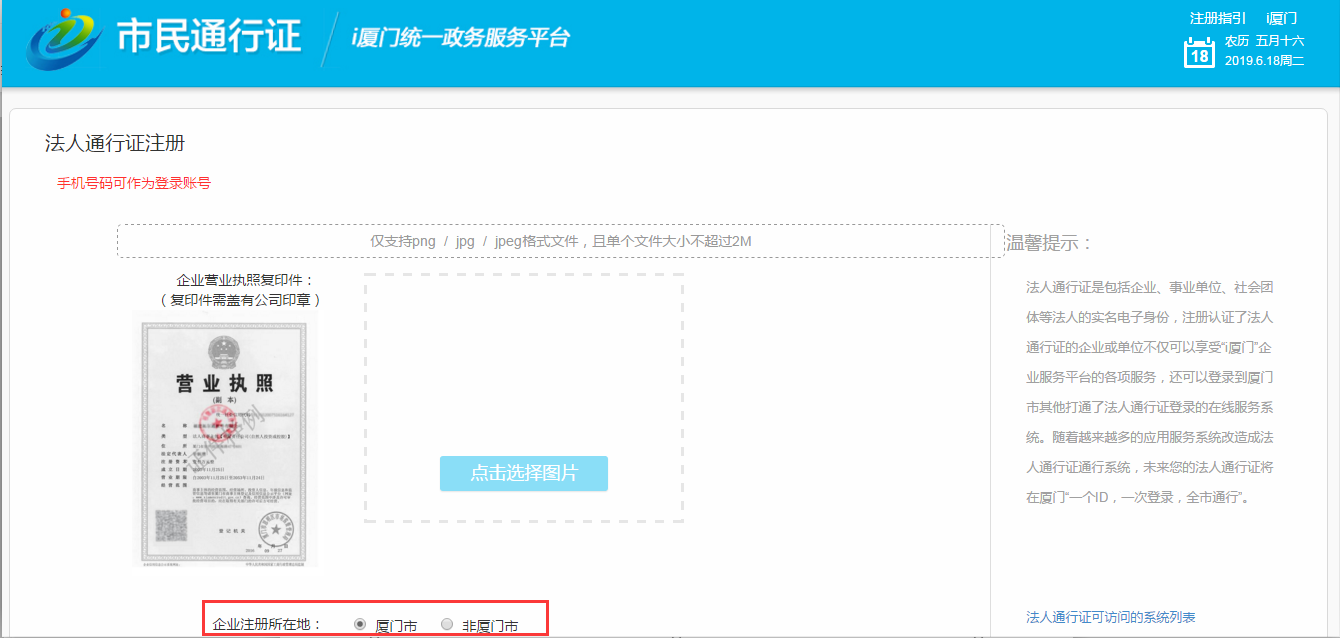 市民通行证
i厦门统一政务服务平台
注册指引 i厦门
18
农历 五月十六
2019.6.18周二
法人通行证注册
手机号码可作为登录账号
仅支持png / jpg / jpeg格式文件，且单个文件大小不超过2M
企业营业执照复印件：
（复印件需盖有公司印章）
营业执照
(副 本)
登记机关
点击选择图片
企业注册所在地：
厦门市
非厦门市
温馨提示：
法人通行证是包括企业、事业单位、社会团
体等法人的实名电子身份，注册认证了法人
通行证的企业或单位不仅可以享受“i厦门”企
业服务平台的各项服务，还可以登录到厦门
市其他打通了法人通行证登录的在线服务系
统。随着越来越多的应用服务系统改造成法
人通行证通行系统，未来您的法人通行证将
在厦门“一个ID，一次登录，全市通行”。
法人通行证可访问的系统列表